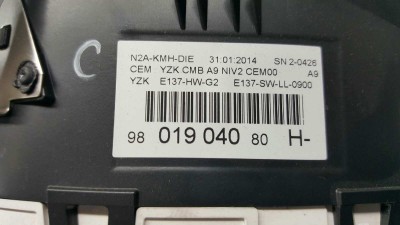 C
N2A-KMH-DIE 31:01:2014 SN 2-0426
CEM YZK CMB A9 NIV2 CEM00 A9
YZK E137-HW-G2 E137-SW-LL-0900
98 019 040 80 H-